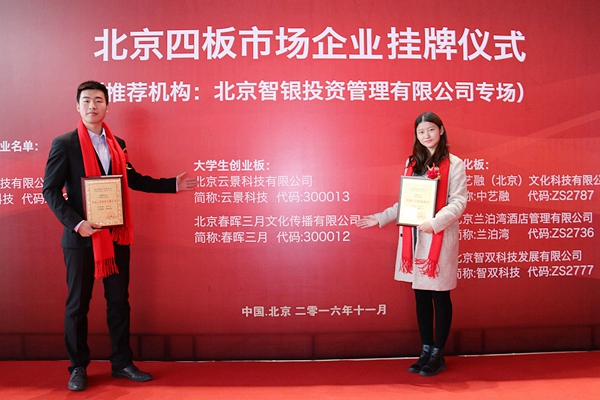 北京四板市场企业挂牌仪式
推荐机构：北京智银投资管理有限公司专场）
业名单：
科技有限公司
科技 代码:
大学生创业板：
北京云景科技有限公司
简称:云景科技 代码:300013
北京春晖三月文化传播有限公司
简称:春晖三月 代码:300012
化板：
艺融（北京）文化科技有限公司
称:中艺融 代码:ZS2787
京兰泊湾酒店管理有限公司
简称:兰泊湾 代码:ZS2736
北京智双科技发展有限公司
简称:智双科技 代码:ZS2777
中国.北京 二零一六年十一月